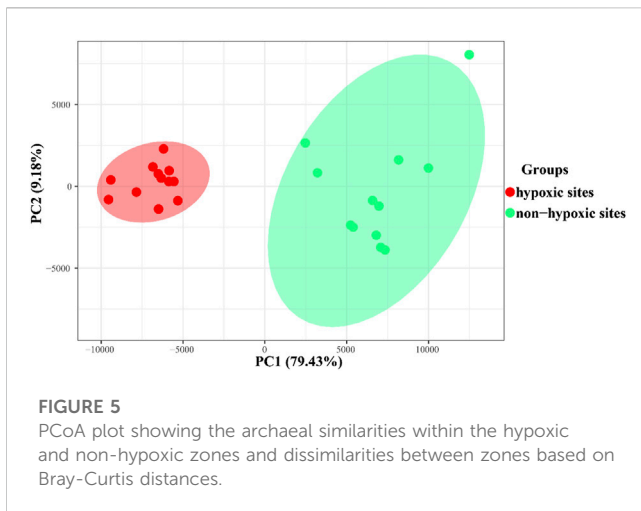 5000
0
-5000
PC2 (9.18%)
-10000 -5000 0 5000 10000
PC1 (79.43%)
Groups
hypoxic sites
non-hypoxic sites
FIGURE 5
PCoA plot showing the archaeal similarities within the hypoxic
and non-hypoxic zones and dissimilarities between zones based on
Bray-Curtis distances.